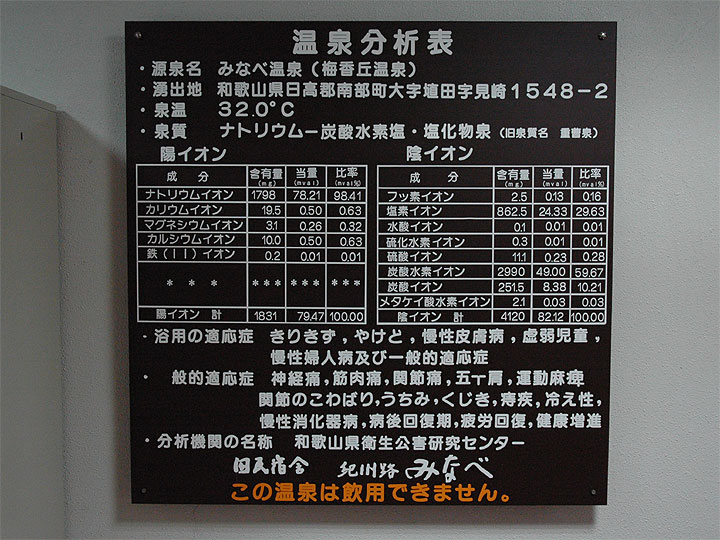 温泉分析表
・源泉名 みなべ温泉（梅香丘温泉）
・湧出地 和歌山県日高郡南部町大字埴田字見崎1548-2
・泉温 32.0°C
・泉質 ナトリウムー炭酸水素塩・塩化物泉（旧泉質名 重曹泉）
陽イオン
成分 含有量(mg) 当量(mval) 比率(mval%)
ナトリウムイオン 1798 78.21 98.41
カリウムイオン 19.5 0.50 0.63
マグネシウムイオン 3.1 0.26 0.32
カルシウムイオン 10.0 0.50 0.63
鉄(II)イオン 0.2 0.01 0.01
＊＊＊ ＊＊＊ ＊＊＊ ＊＊＊
陽イオン 計 1831 79.47 100.00
陰イオン
成分 含有量(mg) 当量(mval) 比率(mval%)
フッ素イオン 2.5 0.13 0.16
塩素イオン 862.5 24.33 29.63
水酸イオン 0.1 0.01 0.01
硫化水素イオン 0.3 0.01 0.01
硫酸イオン 11.1 0.23 0.28
炭酸水素イオン 2990 49.00 59.67
炭酸イオン 251.5 8.38 10.21
メタケイ酸水素イオン 2.1 0.03 0.03
陰イオン 計 4120 82.12 100.00
・浴用の適応症 きりきず，やけど，慢性皮膚病，虚弱児童，
慢性婦人病及び一般的適応症
・一般的適応症 神経痛，筋肉痛，関節痛，五十肩，運動麻痺
関節のこわばり，うちみ，くじき，痔疾，冷え性，
慢性消化器病，病後回復期，疲労回復，健康増進
・分析機関の名称 和歌山県衛生公害研究センター
国民宿舎 紀州路みなべ
この温泉は飲用できません。